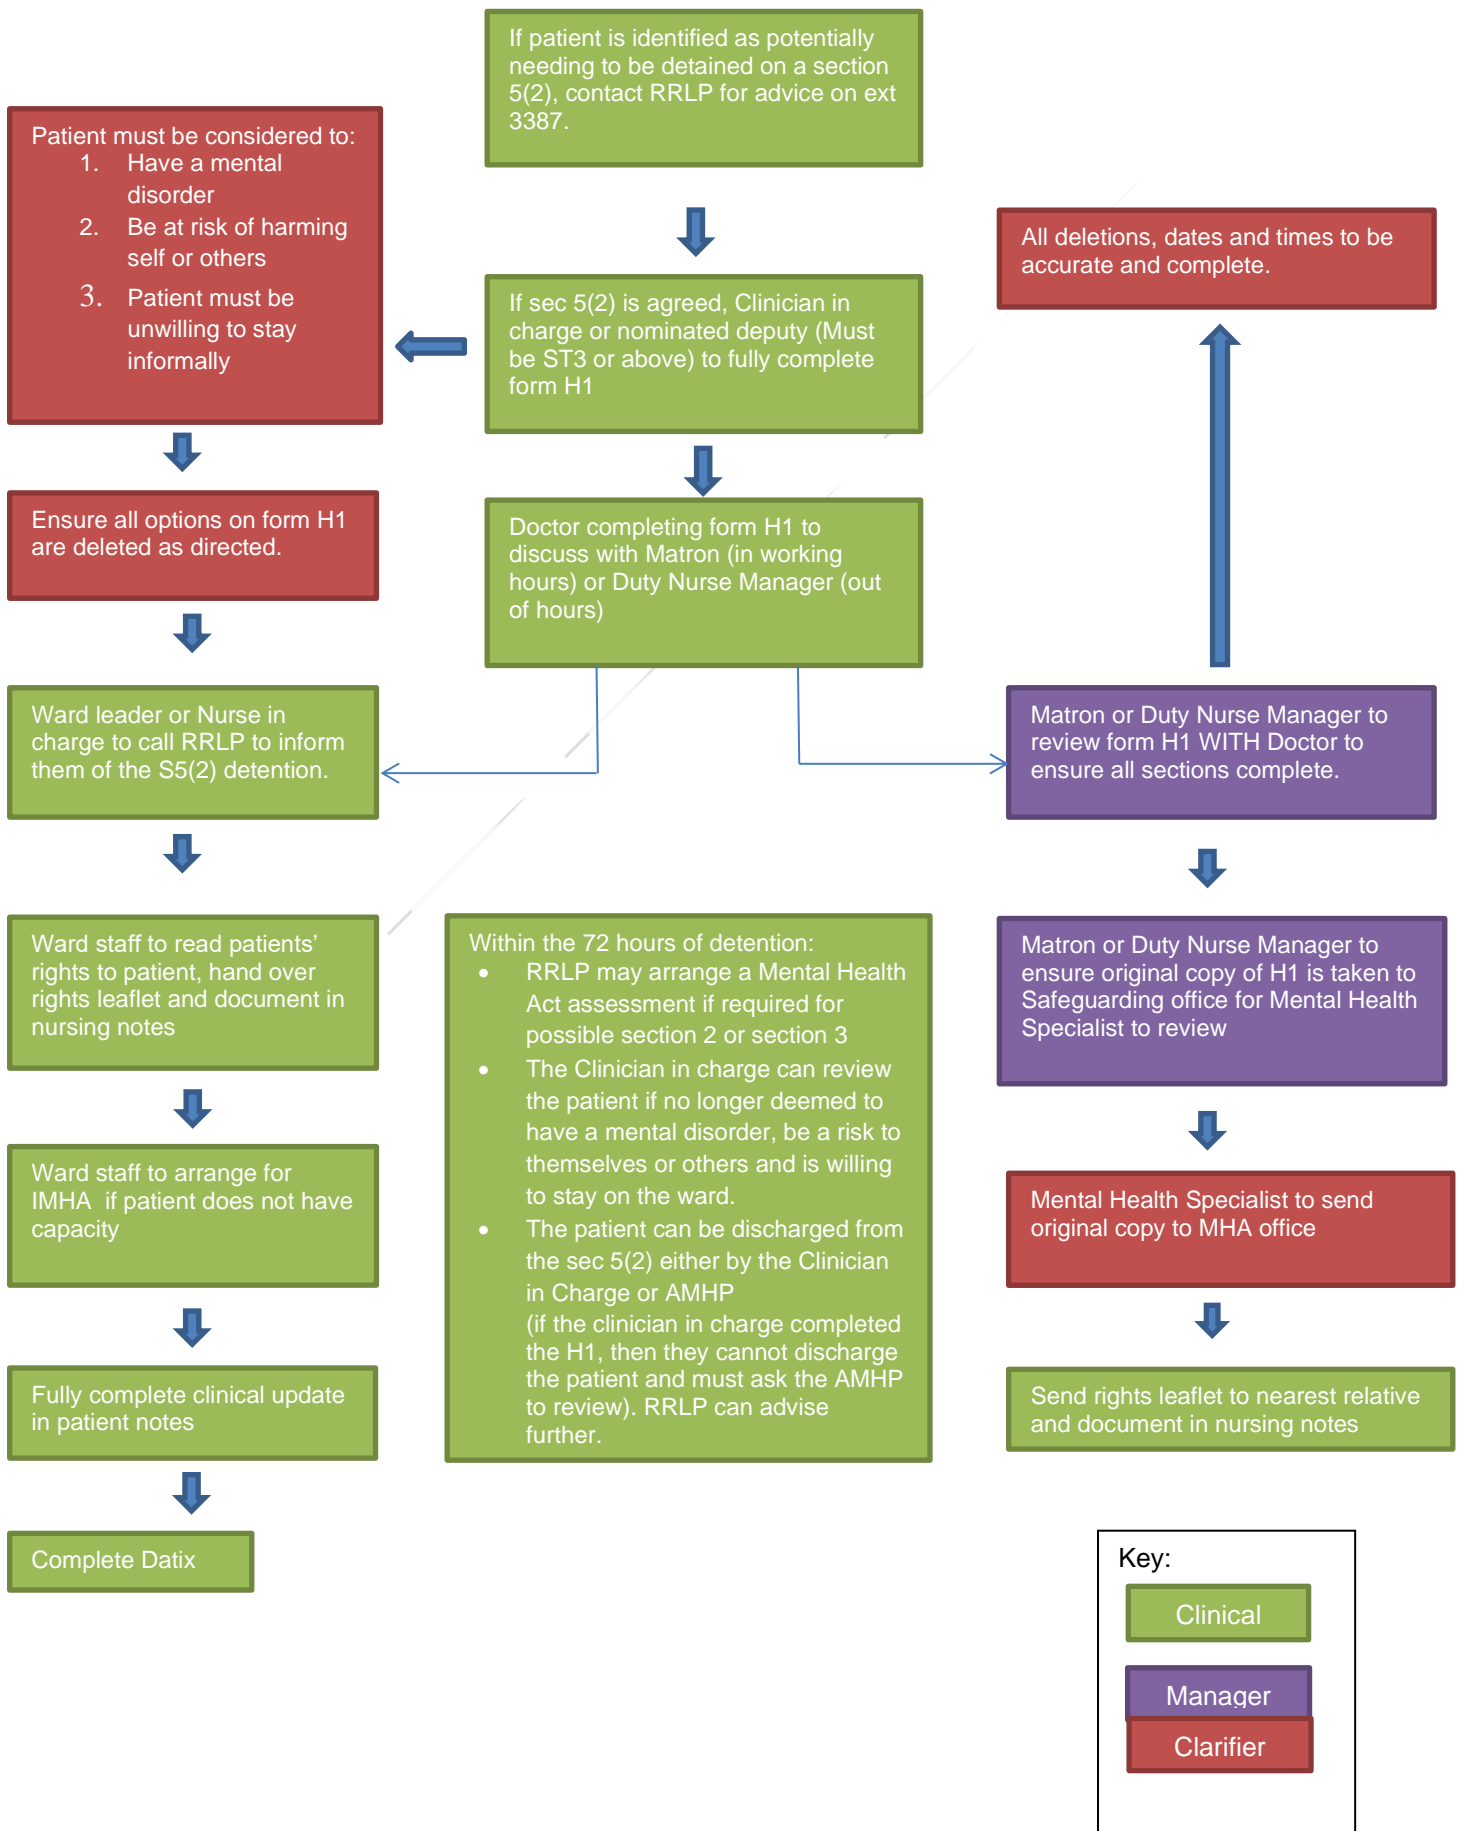 If patient is identified as potentially
needing to be detained on a section
5(2), contact RRLP for advice on ext
3387.
Patient must be considered to:
1. Have a mental
disorder
2. Be at risk of harming
self or others
3. Patient must be
unwilling to stay
informally
All deletions, dates and times to be
accurate and complete.
If sec 5(2) is agreed, Clinician in
charge or nominated deputy (Must
be ST3 or above) to fully complete
form H1
Ensure all options on form H1
are deleted as directed.
Doctor completing form H1 to
discuss with Matron (in working
hours) or Duty Nurse Manager (out
of hours)
Ward leader or Nurse in
charge to call RRLP to inform
them of the S5(2) detention.
Matron or Duty Nurse Manager to
review form H1 WITH Doctor to
ensure all sections complete.
Ward staff to read patients’
rights to patient, hand over
rights leaflet and document in
nursing notes
Within the 72 hours of detention:
• RRLP may arrange a Mental Health
Act assessment if required for
possible section 2 or section 3
• The Clinician in charge can review
the patient if no longer deemed to
have a mental disorder, be a risk to
themselves or others and is willing
to stay on the ward.
• The patient can be discharged from
the sec 5(2) either by the Clinician
in Charge or AMHP
(if the clinician in charge completed
the H1, then they cannot discharge
the patient and must ask the AMHP
to review). RRLP can advise
further.
Matron or Duty Nurse Manager to
ensure original copy of H1 is taken to
Safeguarding office for Mental Health
Specialist to review
Ward staff to arrange for
IMHA if patient does not have
capacity
Mental Health Specialist to send
original copy to MHA office
Fully complete clinical update
in patient notes
Send rights leaflet to nearest relative
and document in nursing notes
Complete Datix
Key:
Clinical
Manager
Clarifier